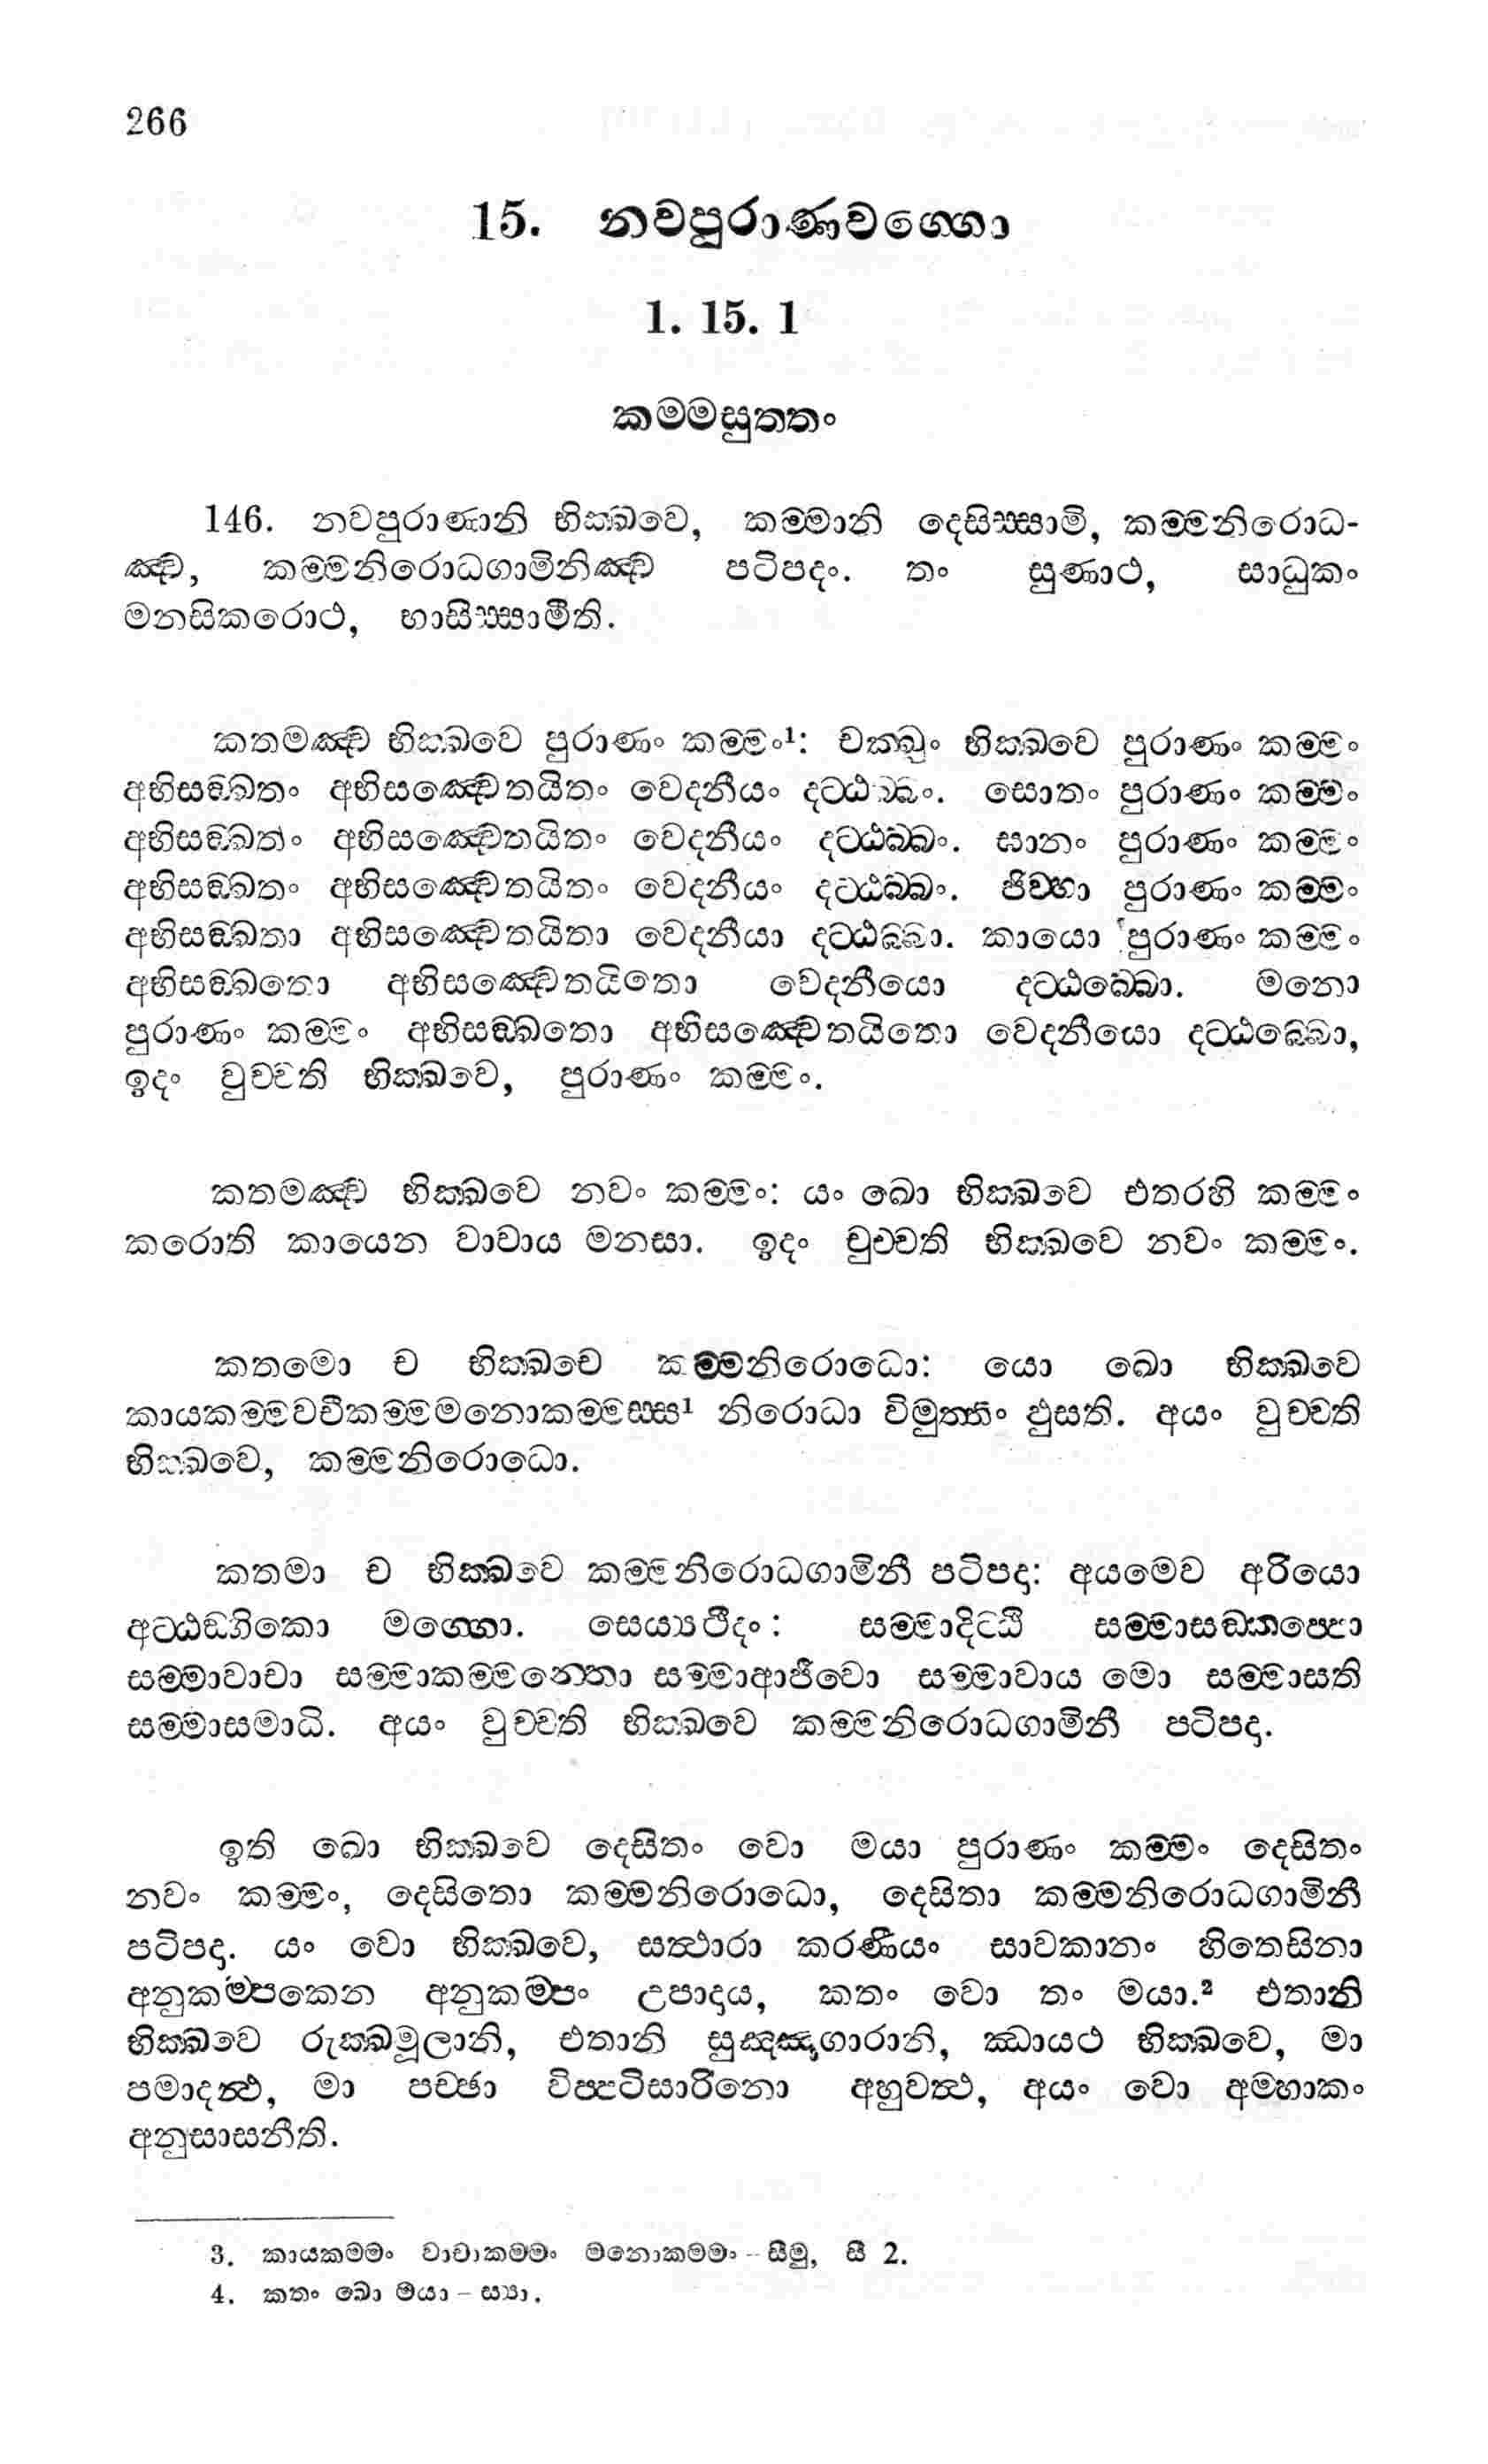 266
15. නවපුරාණවග්ගො
1. 15. 1
කම්මසුත්තං
146. නවපුරාණානි භික්ඛවෙ, කම්මානි දෙසිස්සාමි, කම්මනිරොධ-
ඤ්ච, කම්මනිරොධගාමිනිඤ්ච පටිපදං. තං සුණාථ, සාධුකං
මනසිකරොථ, භාසිස්සාමීති.
කතමඤ්ච භික්ඛවෙ පුරාණං කම්මං¹: චක්ඛුං භික්ඛවෙ පුරාණං කම්මං
අභිසඞ්ඛතං අභිසඤ්චෙතයිතං වෙදනීයං දට්ඨබ්බං. සොතං පුරාණං කම්මං
අභිසඞ්ඛතං අභිසඤ්චෙතයිතං වෙදනීයං දට්ඨබ්බං. ඝානං පුරාණං කම්මං
අභිසඞ්ඛතං අභිසඤ්චෙතයිතං වෙදනීයං දට්ඨබ්බං. ජිව්හා පුරාණං කම්මං
අභිසඞ්ඛතා අභිසඤ්චෙතයිතා වෙදනීයා දට්ඨබ්බා. කායො පුරාණං කම්මං
අභිසඞ්ඛතො අභිසඤ්චෙතයිතො වෙදනීයො දට්ඨබ්බො. මනො
පුරාණං කම්මං අභිසඞ්ඛතො අභිසඤ්චෙතයිතො වෙදනීයො දට්ඨබ්බො,
ඉදං වුච්චති භික්ඛවෙ, පුරාණං කම්මං.
කතමඤ්ච භික්ඛවෙ නවං කම්මං: යං ඛො භික්ඛවෙ එතරහි කම්මං
කරොති කායෙන වාචාය මනසා. ඉදං වුච්චති භික්ඛවෙ නවං කම්මං.
කතමො ච භික්ඛවෙ කම්මනිරොධො: යො ඛො භික්ඛවෙ
කායකම්මවචීකම්මමනොකම්මස්ස¹ නිරොධා විමුත්තිං ඵුසති. අයං වුච්චති
භික්ඛවෙ, කම්මනිරොධො.
කතමා ච භික්ඛවෙ කම්මනිරොධගාමිනී පටිපදා: අයමෙව අරියො
අට්ඨඞ්ගිකො මග්ගො. සෙය්‍යථීදං: සම්මාදිට්ඨි සම්මාසඞ්කප්පො
සම්මාවාචා සම්මාකම්මන්තො සම්මාආජීවො සම්මාවාය මො සම්මාසති
සම්මාසමාධි. අයං වුච්චති භික්ඛවෙ කම්මනිරොධගාමිනී පටිපදා.
ඉති ඛො භික්ඛවෙ දෙසිතං වො මයා පුරාණං කම්මං දෙසිතං
නවං කම්මං, දෙසිතො කම්මනිරොධො, දෙසිතා කම්මනිරොධගාමිනී
පටිපදා. යං වො භික්ඛවෙ, සත්ථාරා කරණීයං සාවකානං හිතෙසිනා
අනුකම්පකෙන අනුකම්පං උපාදාය, කතං වො තං මයා.² එතානි
භික්ඛවෙ රුක්ඛමූලානි, එතානි සුඤ්ඤාගාරානි, ඣායථ භික්ඛවෙ, මා
පමාදත්ථ, මා පච්ඡා විප්පටිසාරිනො අහුවත්ථ, අයං වො අම්හාකං
අනුසාසනීති.
3. කායකම්මං වාචාකම්මං මනොකම්මං - සීමු, සී 2.
4. කතං ඛො මයා - ස්‍යා.